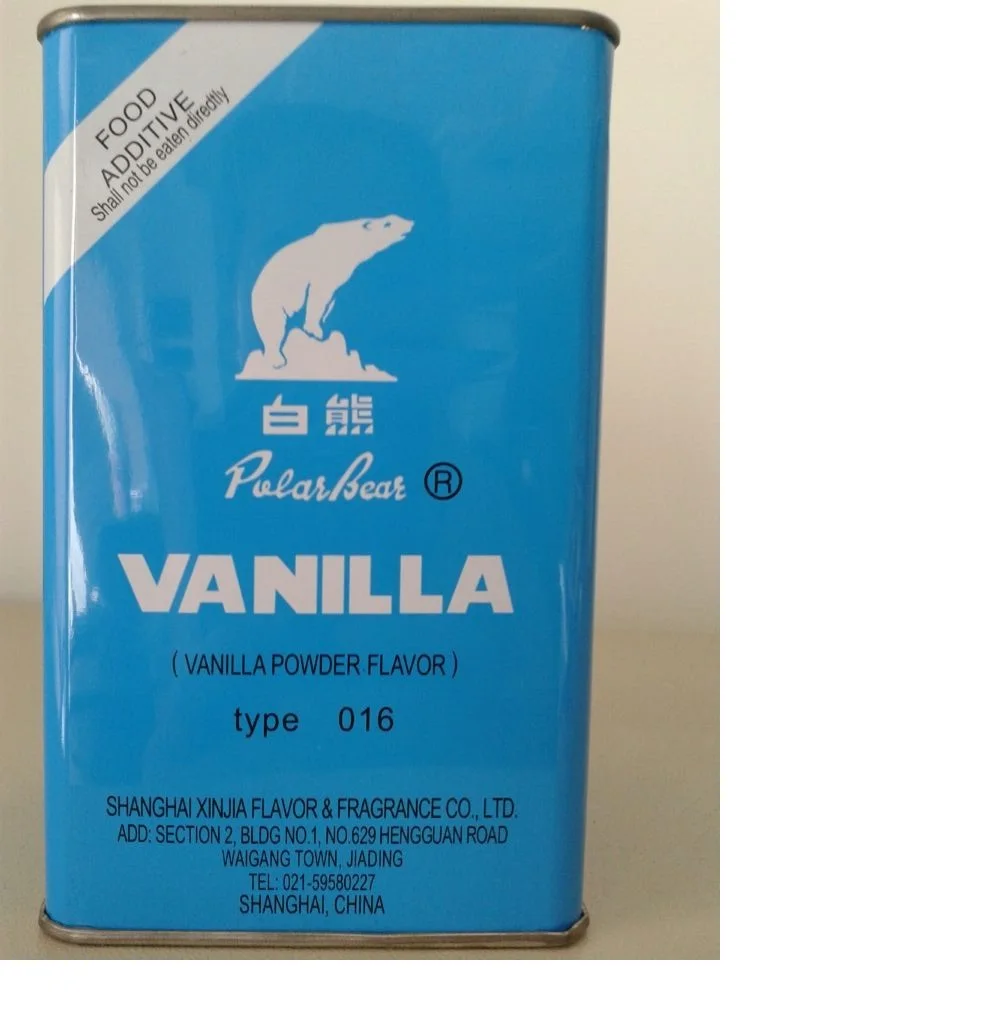 FOOD
ADDITIVE
Shall not be eaten diredtly
白熊
PolarBear ®
VANILLA
( VANILLA POWDER FLAVOR )
type 016
SHANGHAI XINJIA FLAVOR & FRAGRANCE CO., LTD.
ADD: SECTION 2, BLDG NO.1, NO.629 HENGGUAN ROAD
WAIGANG TOWN, JIADING
TEL: 021-59580227
SHANGHAI, CHINA